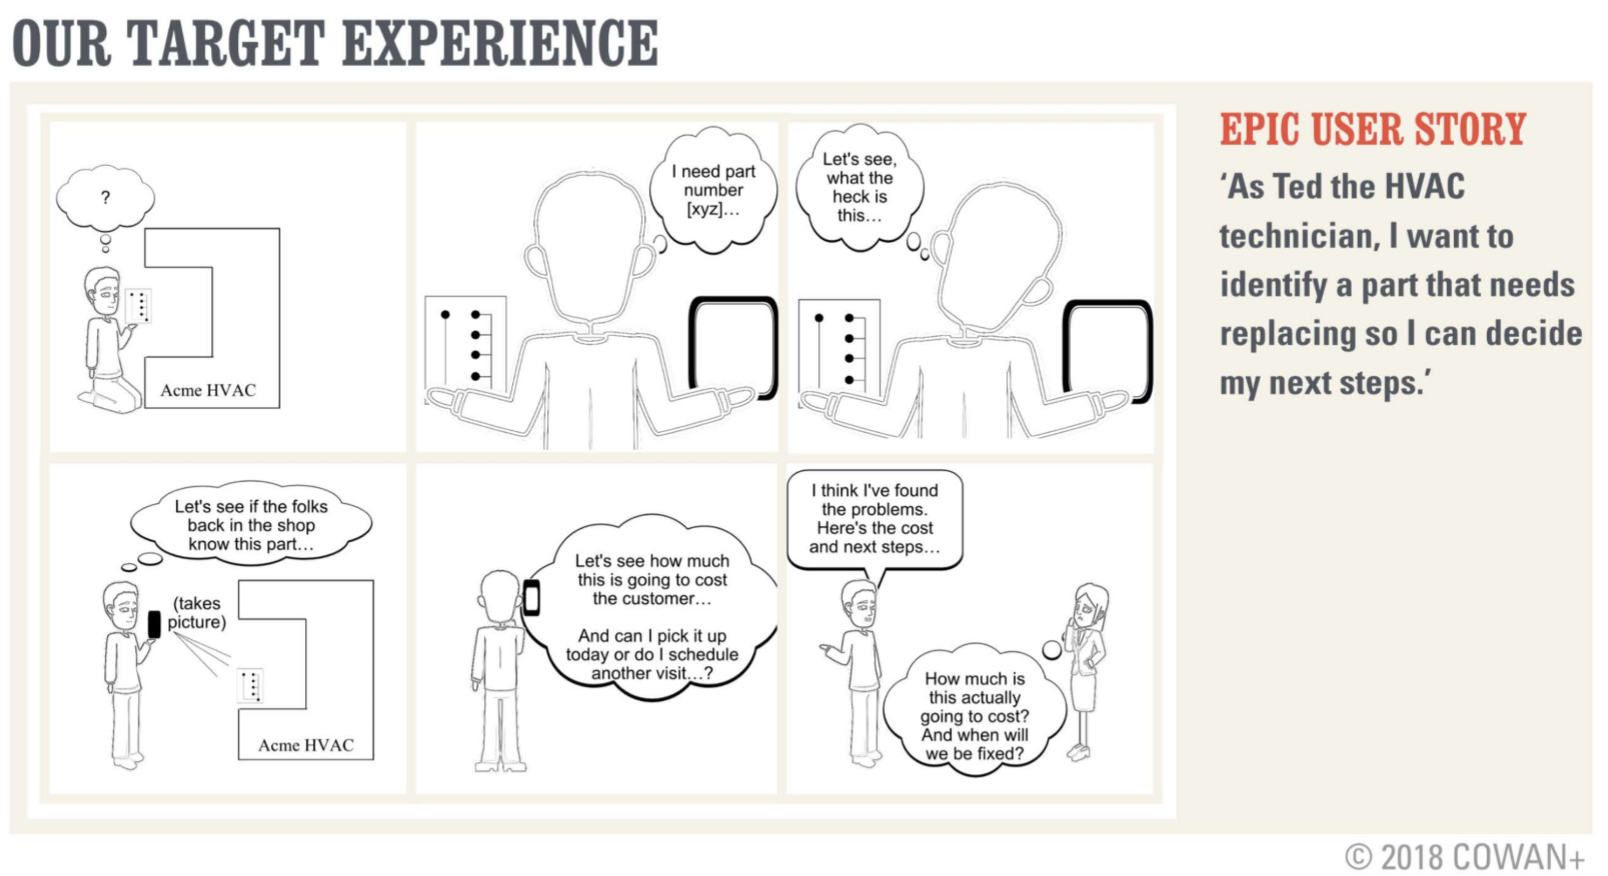 OUR TARGET EXPERIENCE
?
Acme HVAC
I need part
number
[xyz]...
Let's see,
what the
heck is
this...
Let's see if the folks
back in the shop
know this part...
(takes
picture)
Acme HVAC
Let's see how much
this is going to cost
the customer...
And can I pick it up
today or do I schedule
another visit...?
I think I've found
the problems.
Here's the cost
and next steps...
How much is
this actually
going to cost?
And when will
we be fixed?
EPIC USER STORY
‘As Ted the HVAC
technician, I want to
identify a part that needs
replacing so I can decide
my next steps.’
© 2018 COWAN+